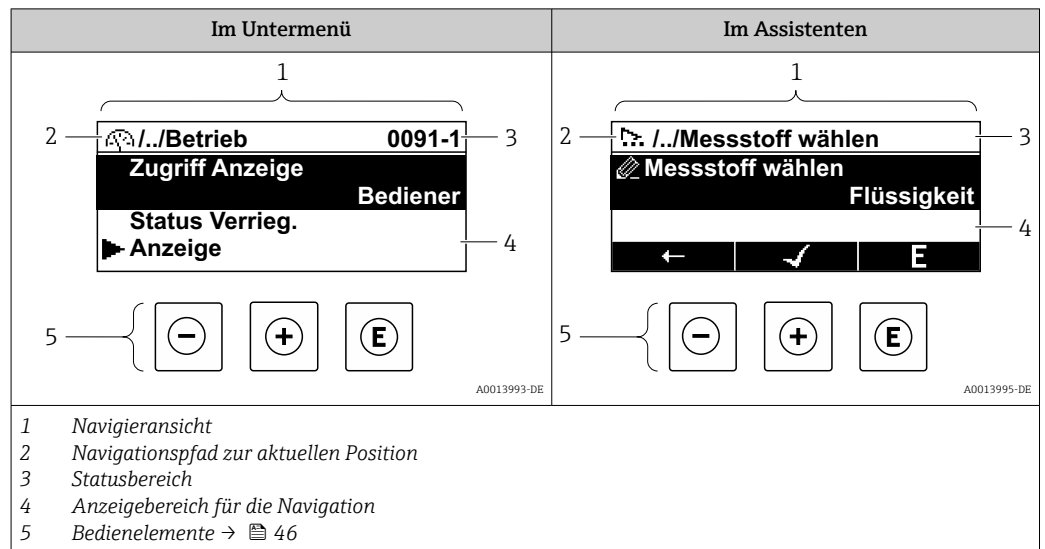 Im Untermenü
Im Assistenten
1
2
/../Betrieb 0091-1
3
Zugriff Anzeige
Bediener
Status Verrieg.
Anzeige
4
5
E
A0013993-DE
1
2
/../Messstoff wählen
3
Messstoff wählen
Flüssigkeit
4
E
5
E
A0013995-DE
1 Navigieransicht
2 Navigationspfad zur aktuellen Position
3 Statusbereich
4 Anzeigebereich für die Navigation
5 Bedienelemente → 46